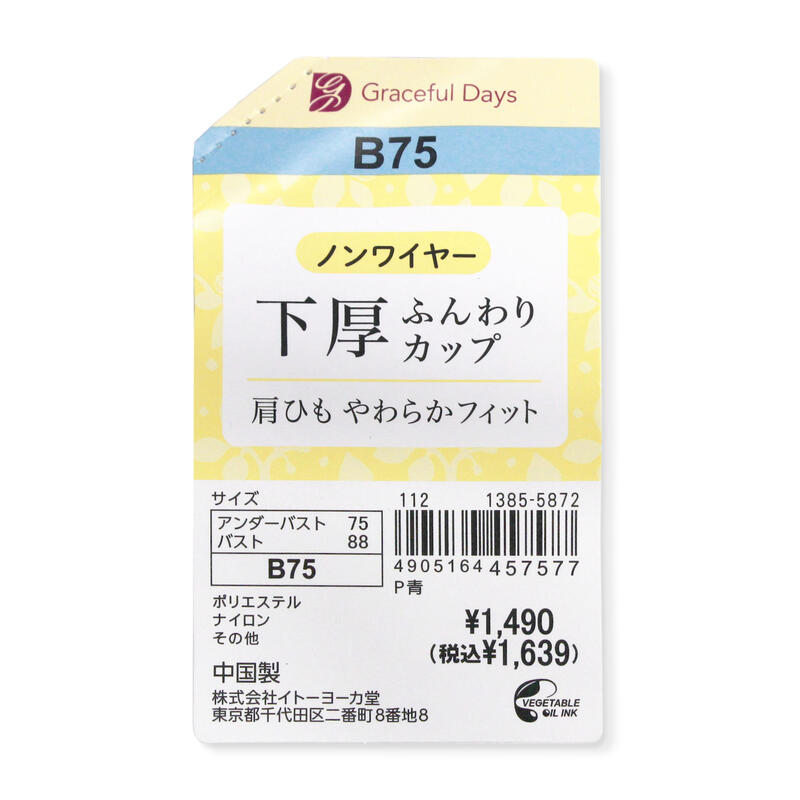 Graceful Days
B75
ノンワイヤー
下厚 ふんわり
カップ
肩ひも やわらかフィット
サイズ
アンダーバスト 75
バスト 88
B75
ポリエステル
ナイロン
その他
中国製
株式会社イトーヨーカ堂
東京都千代田区二番町8番地8
112 1385-5872
4905164 457577
P青
¥1,490
(税込¥1,639)
VEGETABLE
OIL INK